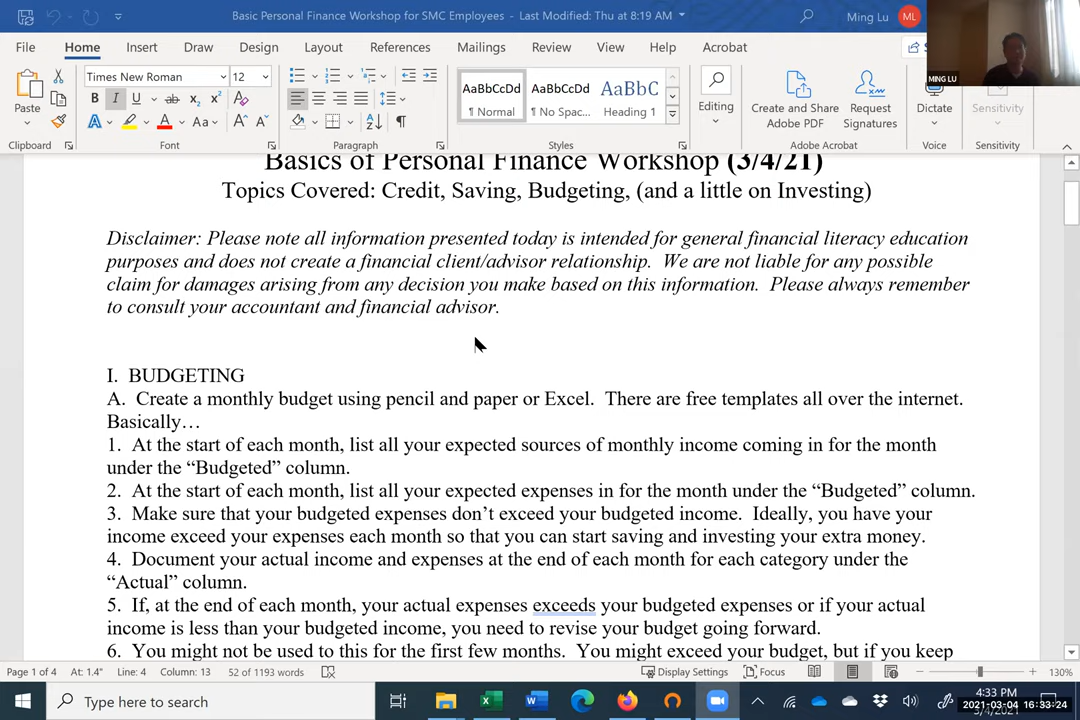 Basic Personal Finance Workshop for SMC Employees - Last Modified: Thu at 8:19 AM
Ming Lu
ML
MING LU
File Home Insert Draw Design Layout References Mailings Review View Help Acrobat
Times New Roman 12
Paste
B I U ab x₂ x²
A A Aa A A
AaBbCcDd AaBbCcDd AaBbC
¶ Normal ¶ No Spac... Heading 1
Editing
Create and Share Adobe PDF
Request Signatures
Dictate
Sensitivity
Clipboard Font Paragraph Styles Adobe Acrobat Voice Sensitivity
Basics of Personal Finance Workshop (3/4/21)
Topics Covered: Credit, Saving, Budgeting, (and a little on Investing)
Disclaimer: Please note all information presented today is intended for general financial literacy education
purposes and does not create a financial client/advisor relationship. We are not liable for any possible
claim for damages arising from any decision you make based on this information. Please always remember
to consult your accountant and financial advisor.
I. BUDGETING
A. Create a monthly budget using pencil and paper or Excel. There are free templates all over the internet.
Basically…
1. At the start of each month, list all your expected sources of monthly income coming in for the month
under the “Budgeted” column.
2. At the start of each month, list all your expected expenses in for the month under the “Budgeted” column.
3. Make sure that your budgeted expenses don’t exceed your budgeted income. Ideally, you have your
income exceed your expenses each month so that you can start saving and investing your extra money.
4. Document your actual income and expenses at the end of each month for each category under the
“Actual” column.
5. If, at the end of each month, your actual expenses exceeds your budgeted expenses or if your actual
income is less than your budgeted income, you need to revise your budget going forward.
6. You might not be used to this for the first few months. You might exceed your budget, but if you keep
Page 1 of 4 At: 1.4" Line: 4 Column: 13 52 of 1193 words Display Settings Focus 130%
Type here to search
4:33 PM
2021-03-04 16:33:24